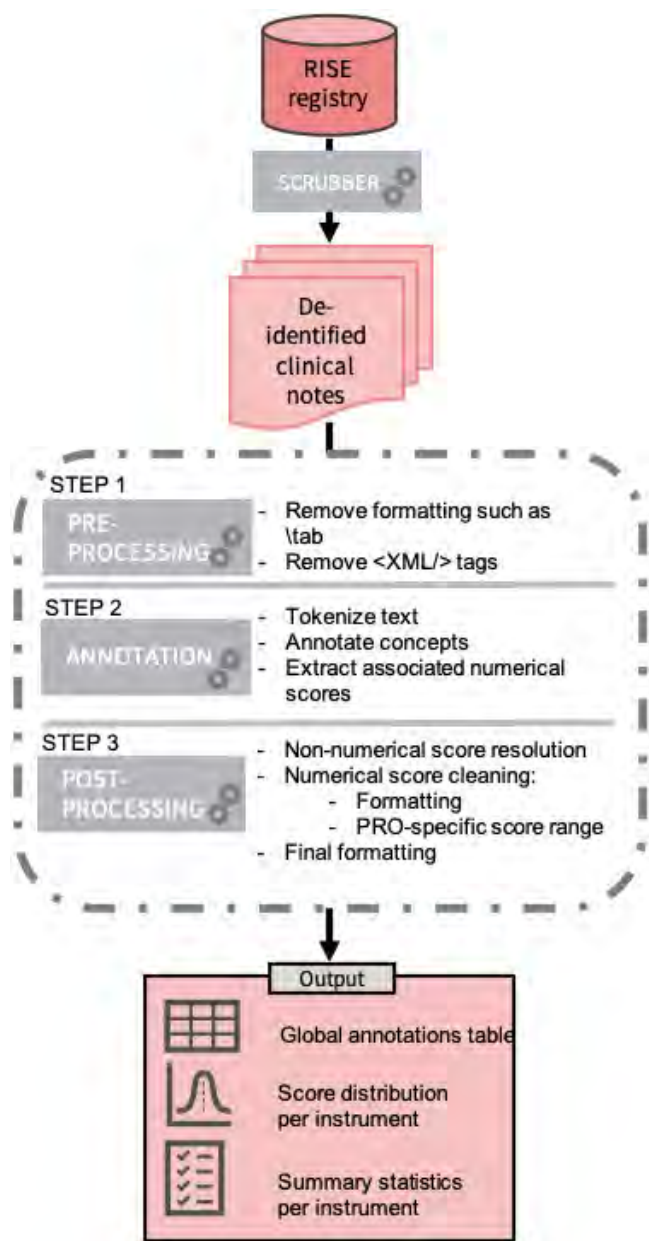 RISE
registry
SCRUBBER
De-
identified
clinical
notes
STEP 1
PRE-
PROCESSING
- Remove formatting such as
\tab
- Remove <XML/> tags
STEP 2
ANNOTATION
- Tokenize text
- Annotate concepts
- Extract associated numerical
scores
STEP 3
POST-
PROCESSING
- Non-numerical score resolution
- Numerical score cleaning:
- Formatting
- PRO-specific score range
- Final formatting
Output
Global annotations table
Score distribution
per instrument
Summary statistics
per instrument